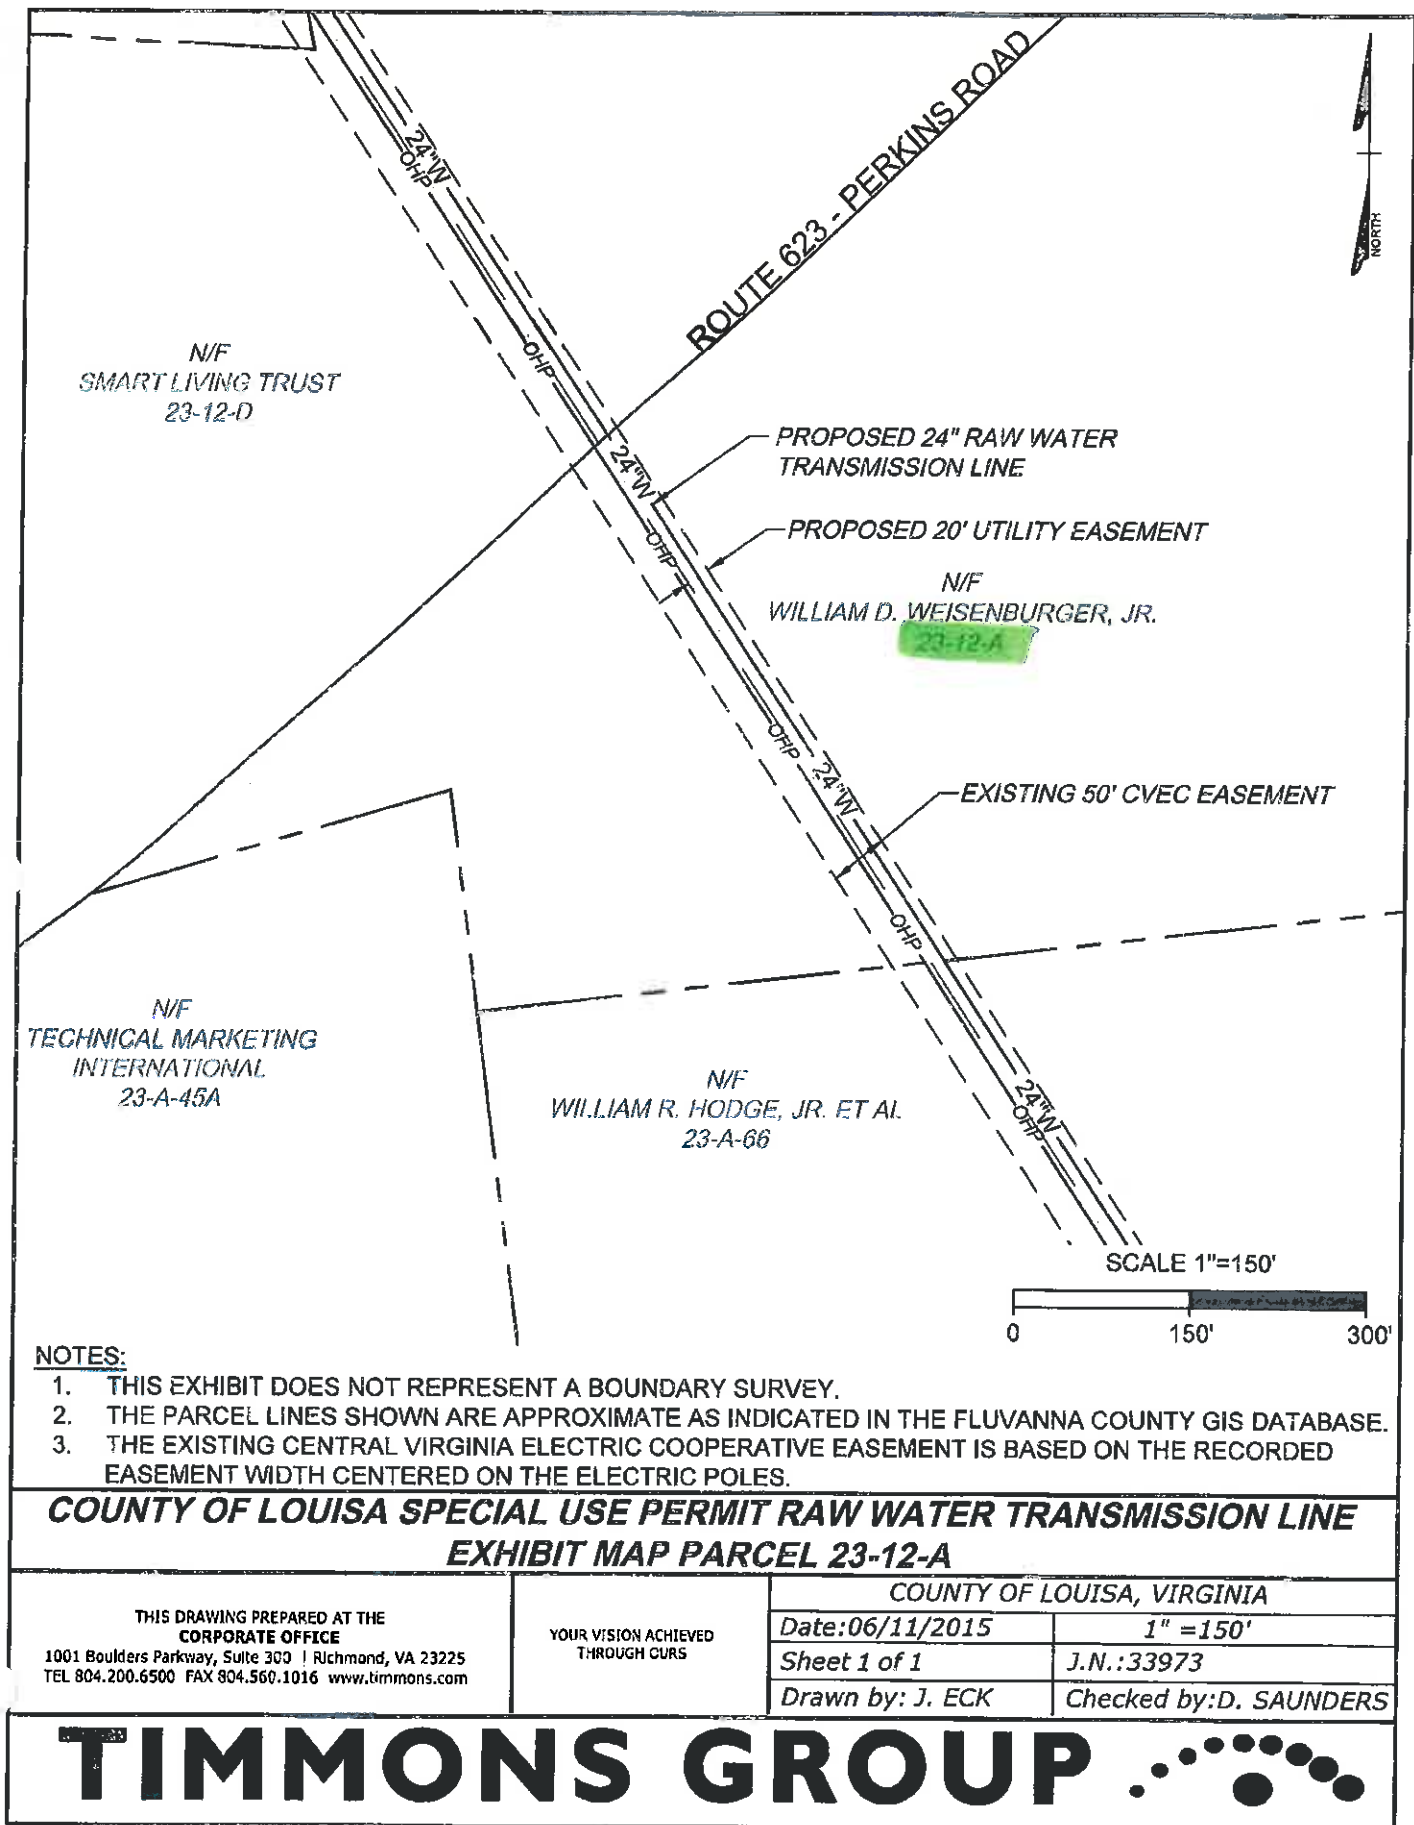 24"W
OHP
ROUTE 623 - PERKINS ROAD
NORTH
N/F
SMART LIVING TRUST
23-12-D
OHP
24"W
PROPOSED 24" RAW WATER
TRANSMISSION LINE
PROPOSED 20' UTILITY EASEMENT
OHP
N/F
WILLIAM D. WEISENBURGER, JR.
23-12-A
OHP
24"W
EXISTING 50' CVEC EASEMENT
OHP
N/F
TECHNICAL MARKETING
INTERNATIONAL
23-A-45A
N/F
WILLIAM R. HODGE, JR. ET AL
23-A-66
24"W
OHP
SCALE 1"=150'
0 150' 300'
NOTES:
1. THIS EXHIBIT DOES NOT REPRESENT A BOUNDARY SURVEY.
2. THE PARCEL LINES SHOWN ARE APPROXIMATE AS INDICATED IN THE FLUVANNA COUNTY GIS DATABASE.
3. THE EXISTING CENTRAL VIRGINIA ELECTRIC COOPERATIVE EASEMENT IS BASED ON THE RECORDED
EASEMENT WIDTH CENTERED ON THE ELECTRIC POLES.
COUNTY OF LOUISA SPECIAL USE PERMIT RAW WATER TRANSMISSION LINE
EXHIBIT MAP PARCEL 23-12-A
THIS DRAWING PREPARED AT THE
CORPORATE OFFICE
1001 Boulders Parkway, Suite 300 | Richmond, VA 23225
TEL 804.200.6500 FAX 804.560.1016 www.timmons.com
YOUR VISION ACHIEVED
THROUGH OURS
COUNTY OF LOUISA, VIRGINIA
Date:06/11/2015 1" =150'
Sheet 1 of 1 J.N.:33973
Drawn by: J. ECK Checked by:D. SAUNDERS
TIMMONS GROUP